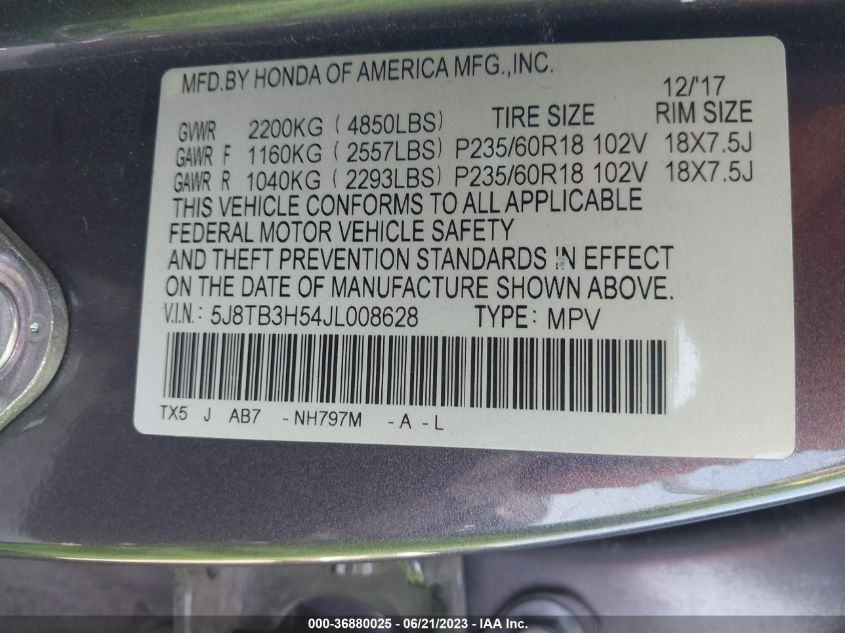 MFD.BY HONDA OF AMERICA MFG.,INC.
12/'17
GVWR 2200KG ( 4850LBS) TIRE SIZE RIM SIZE
GAWR F 1160KG ( 2557LBS) P235/60R18 102V 18X7.5J
GAWR R 1040KG ( 2293LBS) P235/60R18 102V 18X7.5J
THIS VEHICLE CONFORMS TO ALL APPLICABLE
FEDERAL MOTOR VEHICLE SAFETY
AND THEFT PREVENTION STANDARDS IN EFFECT
ON THE DATE OF MANUFACTURE SHOWN ABOVE.
V.I.N.: 5J8TB3H54JL008628 TYPE: MPV
TX5 J AB7 - NH797M - A - L
000-36880025 - 06/21/2023 - IAA Inc.